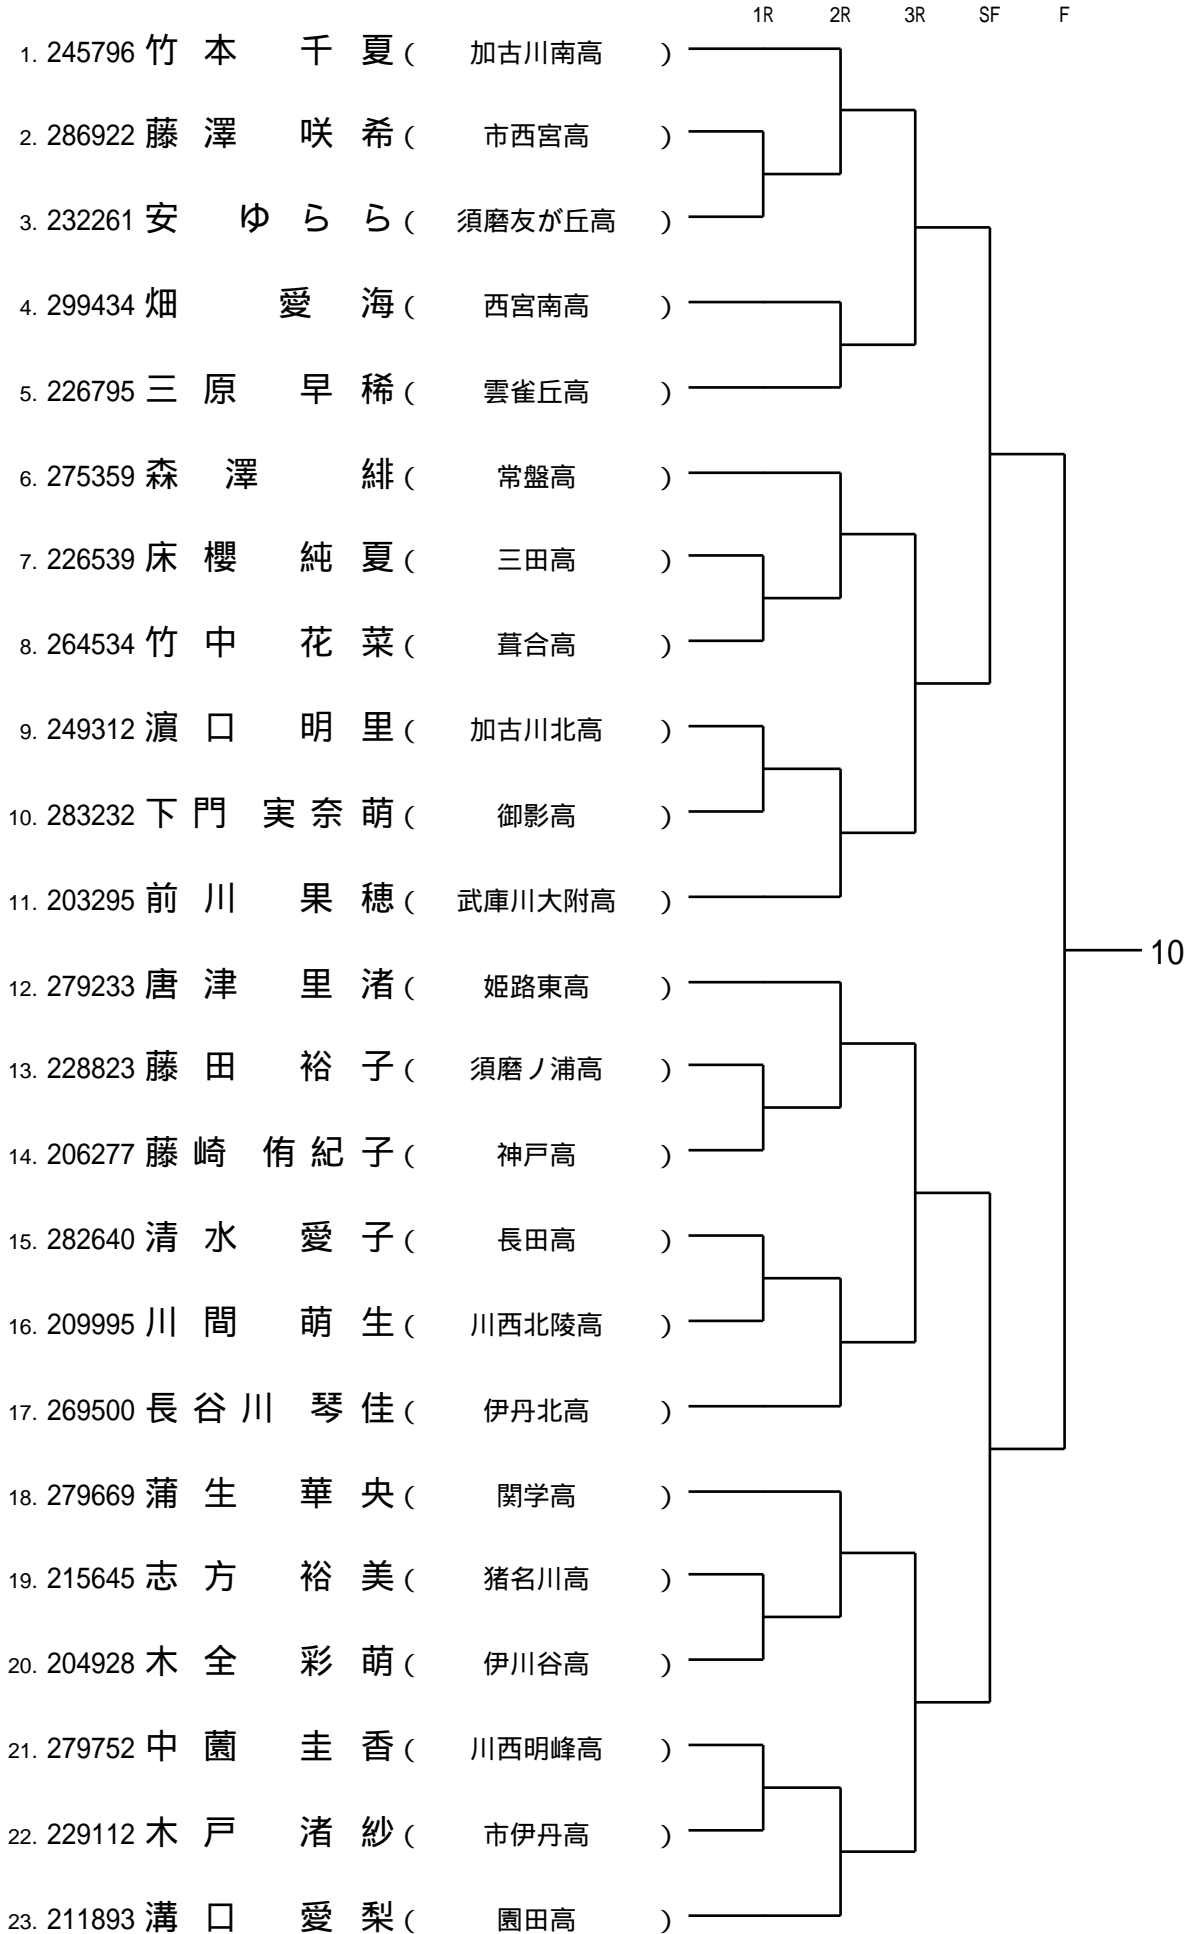 1R 2R 3R SF F
1. 245796 竹本 千夏 ( 加古川南高 )
2. 286922 藤澤 咲希 ( 市西宮高 )
3. 232261 安 ゆらら ( 須磨友が丘高 )
4. 299434 畑 愛海 ( 西宮南高 )
5. 226795 三原 早稀 ( 雲雀丘高 )
6. 275359 森澤 緋 ( 常盤高 )
7. 226539 床櫻 純夏 ( 三田高 )
8. 264534 竹中 花菜 ( 葺合高 )
9. 249312 濵口 明里 ( 加古川北高 )
10. 283232 下門 実奈萌 ( 御影高 )
11. 203295 前川 果穂 ( 武庫川大附高 )
10
12. 279233 唐津 里渚 ( 姫路東高 )
13. 228823 藤田 裕子 ( 須磨ノ浦高 )
14. 206277 藤崎 侑紀子 ( 神戸高 )
15. 282640 清水 愛子 ( 長田高 )
16. 209995 川間 萌生 ( 川西北陵高 )
17. 269500 長谷川 琴佳 ( 伊丹北高 )
18. 279669 蒲生 華央 ( 関学高 )
19. 215645 志方 裕美 ( 猪名川高 )
20. 204928 木全 彩萌 ( 伊川谷高 )
21. 279752 中薗 圭香 ( 川西明峰高 )
22. 229112 木戸 渚紗 ( 市伊丹高 )
23. 211893 溝口 愛梨 ( 園田高 )